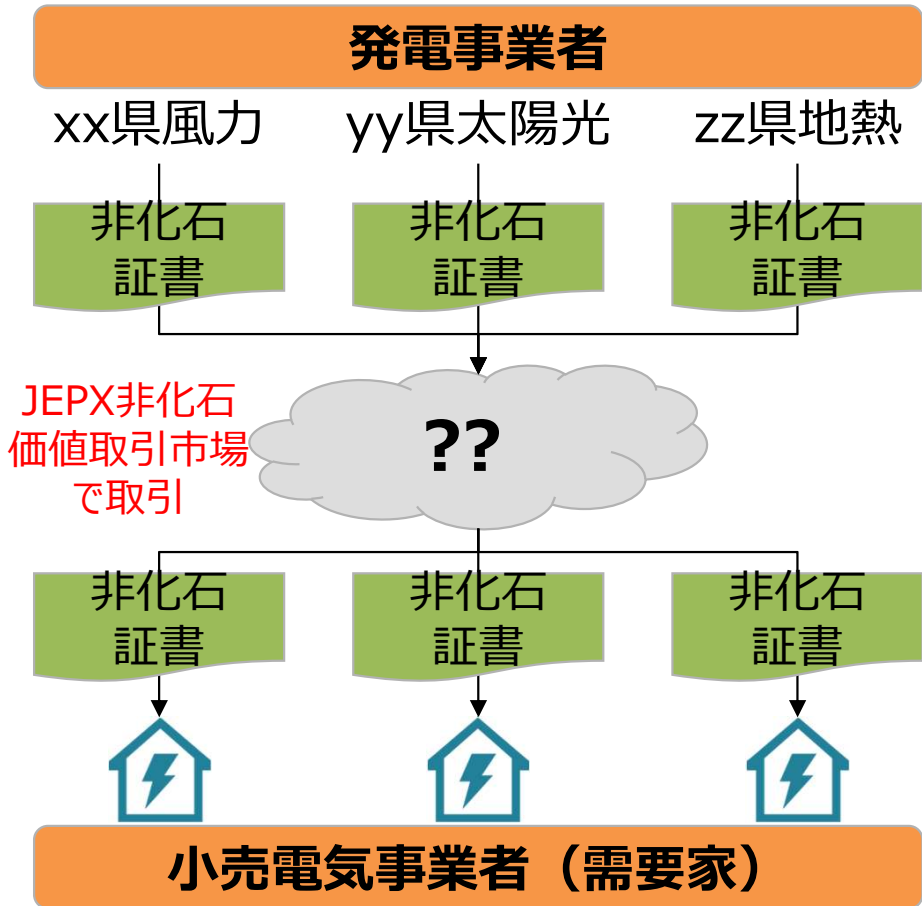 発電事業者
xx県風力
yy県太陽光
zz県地熱
非化石
証書
非化石
証書
非化石
証書
JEPX非化石
価値取引市場
で取引
??
非化石
証書
非化石
証書
非化石
証書
小売電気事業者（需要家）